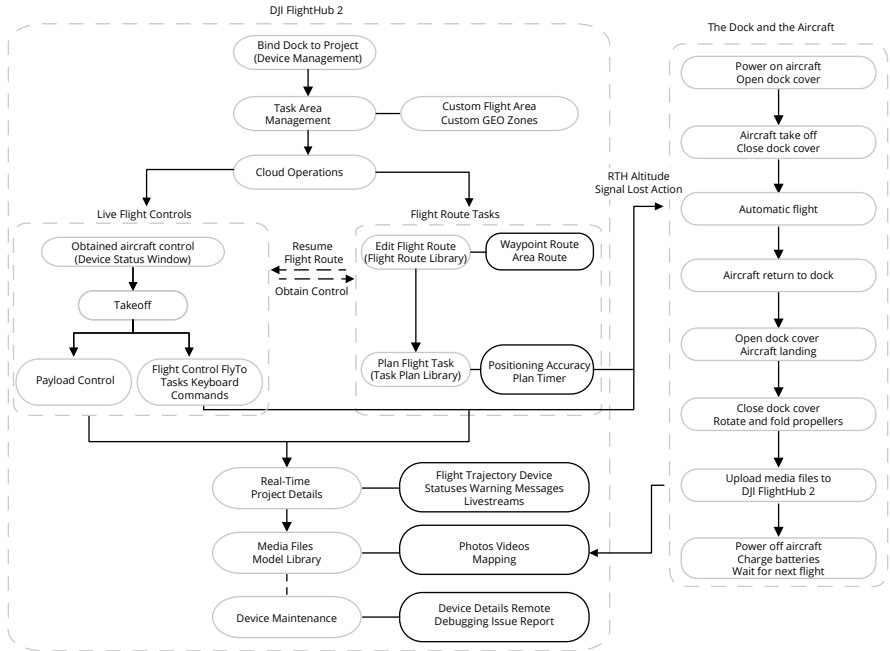 DJI FlightHub 2
Bind Dock to Project
(Device Management)
Task Area
Management
Custom Flight Area
Custom GEO Zones
Cloud Operations
Live Flight Controls
Flight Route Tasks
Obtained aircraft control
(Device Status Window)
Takeoff
Payload Control
Flight Control FlyTo
Tasks Keyboard
Commands
Resume
Flight Route
Obtain Control
Edit Flight Route
(Flight Route Library)
Waypoint Route
Area Route
Plan Flight Task
(Task Plan Library)
Positioning Accuracy
Plan Timer
RTH Altitude
Signal Lost Action
Real-Time
Project Details
Flight Trajectory Device
Statuses Warning Messages
Livestreams
Media Files
Model Library
Photos Videos
Mapping
Device Maintenance
Device Details Remote
Debugging Issue Report
The Dock and the Aircraft
Power on aircraft
Open dock cover
Aircraft take off
Close dock cover
Automatic flight
Aircraft return to dock
Open dock cover
Aircraft landing
Close dock cover
Rotate and fold propellers
Upload media files to
DJI FlightHub 2
Power off aircraft
Charge batteries
Wait for next flight